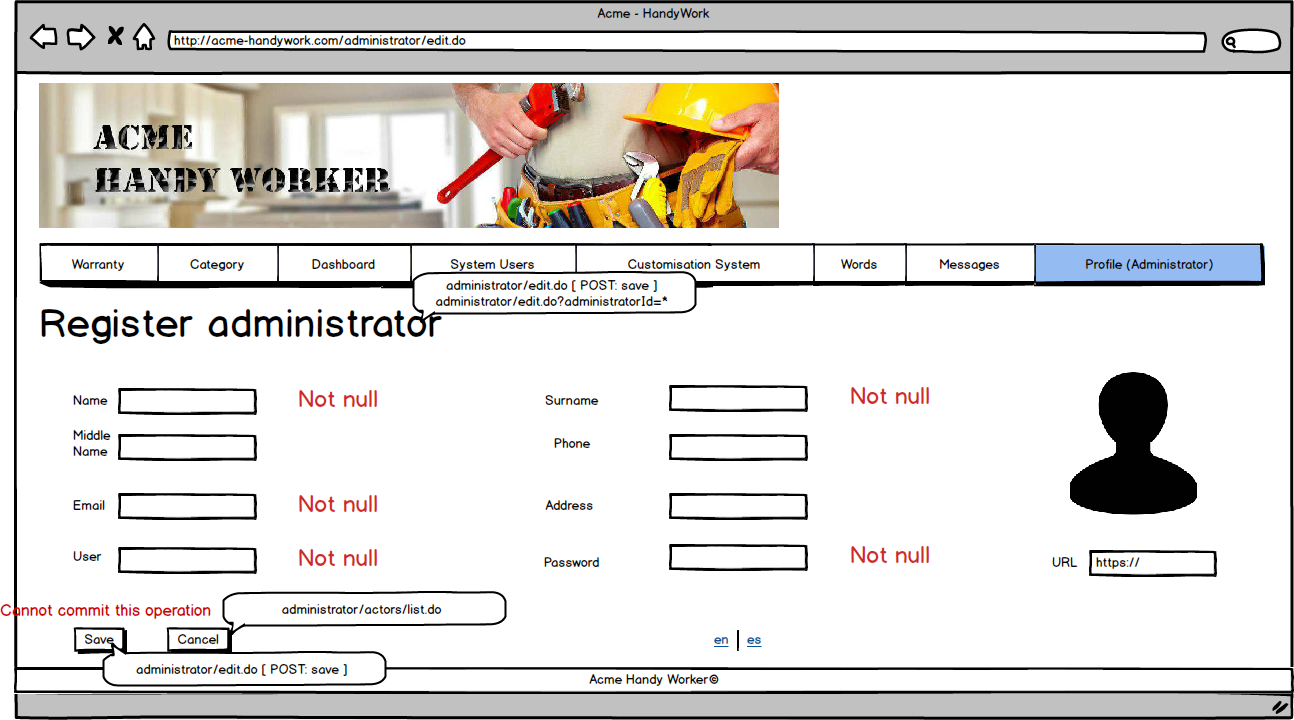 Acme - HandyWork
http://acme-handywork.com/administrator/edit.do
ACME
HANDY WORKER
Warranty Category Dashboard System Users Customisation System Words Messages Profile (Administrator)
administrator/edit.do [ POST: save ]
administrator/edit.do?administratorId=*
Register administrator
Name Not null Surname Not null
Middle
Name
Phone
Email Not null Address
User Not null Password Not null
URL https://
Cannot commit this operation
administrator/actors/list.do
Save Cancel en es
administrator/edit.do [ POST: save ]
Acme Handy Worker©